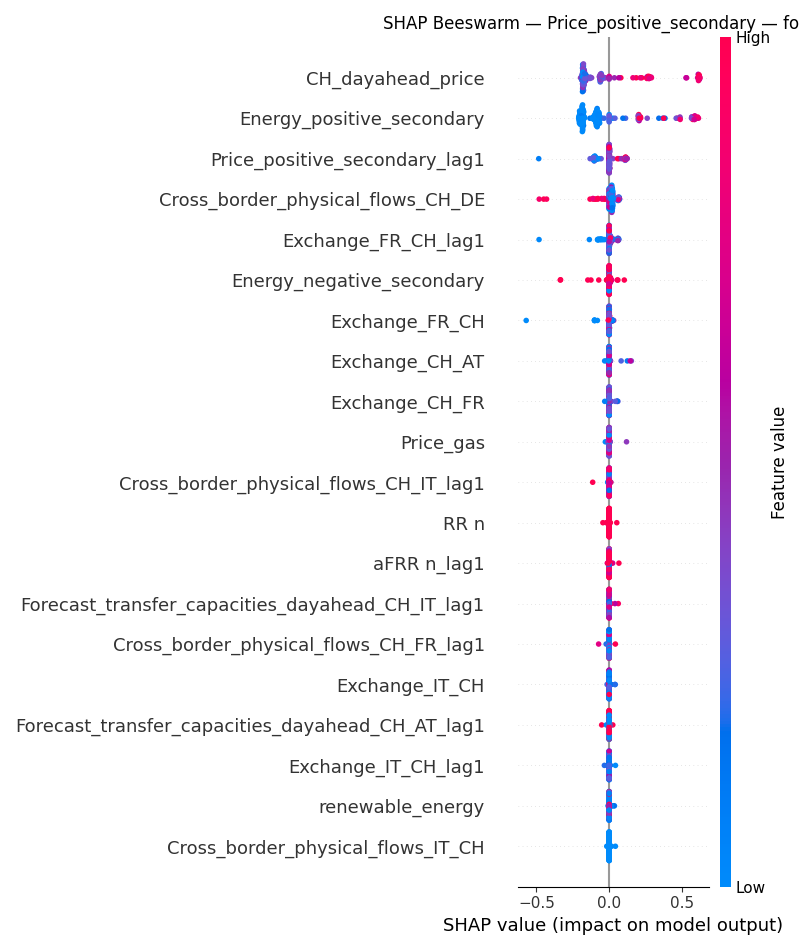 SHAP Beeswarm — Price_positive_secondary — fo
High
CH_dayahead_price
Energy_positive_secondary
Price_positive_secondary_lag1
Cross_border_physical_flows_CH_DE
Exchange_FR_CH_lag1
Energy_negative_secondary
Exchange_FR_CH
Exchange_CH_AT
Exchange_CH_FR
Price_gas
Cross_border_physical_flows_CH_IT_lag1
RR n
aFRR n_lag1
Forecast_transfer_capacities_dayahead_CH_IT_lag1
Cross_border_physical_flows_CH_FR_lag1
Exchange_IT_CH
Forecast_transfer_capacities_dayahead_CH_AT_lag1
Exchange_IT_CH_lag1
renewable_energy
Cross_border_physical_flows_IT_CH
Feature value
Low
−0.5 0.0 0.5
SHAP value (impact on model output)